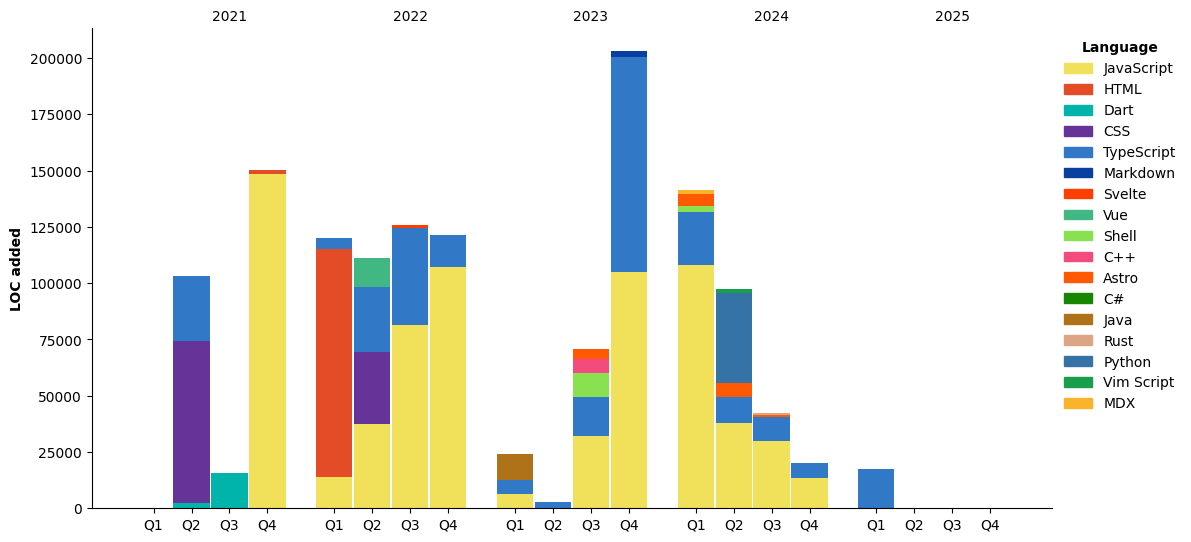 2021 2022 2023 2024 2025
LOC added
200000
175000
150000
125000
100000
75000
50000
25000
0
Q1 Q2 Q3 Q4 Q1 Q2 Q3 Q4 Q1 Q2 Q3 Q4 Q1 Q2 Q3 Q4 Q1 Q2 Q3 Q4
Language
JavaScript
HTML
Dart
CSS
TypeScript
Markdown
Svelte
Vue
Shell
C++
Astro
C#
Java
Rust
Python
Vim Script
MDX